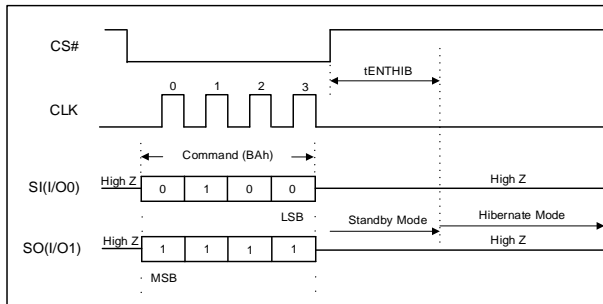 CS#
tENTHIB
CLK
0 1 2 3
Command (BAh)
SI(I/O0)
High Z
0 1 0 0
High Z
LSB
Standby Mode
Hibernate Mode
SO(I/O1)
High Z
1 1 1 1
High Z
MSB